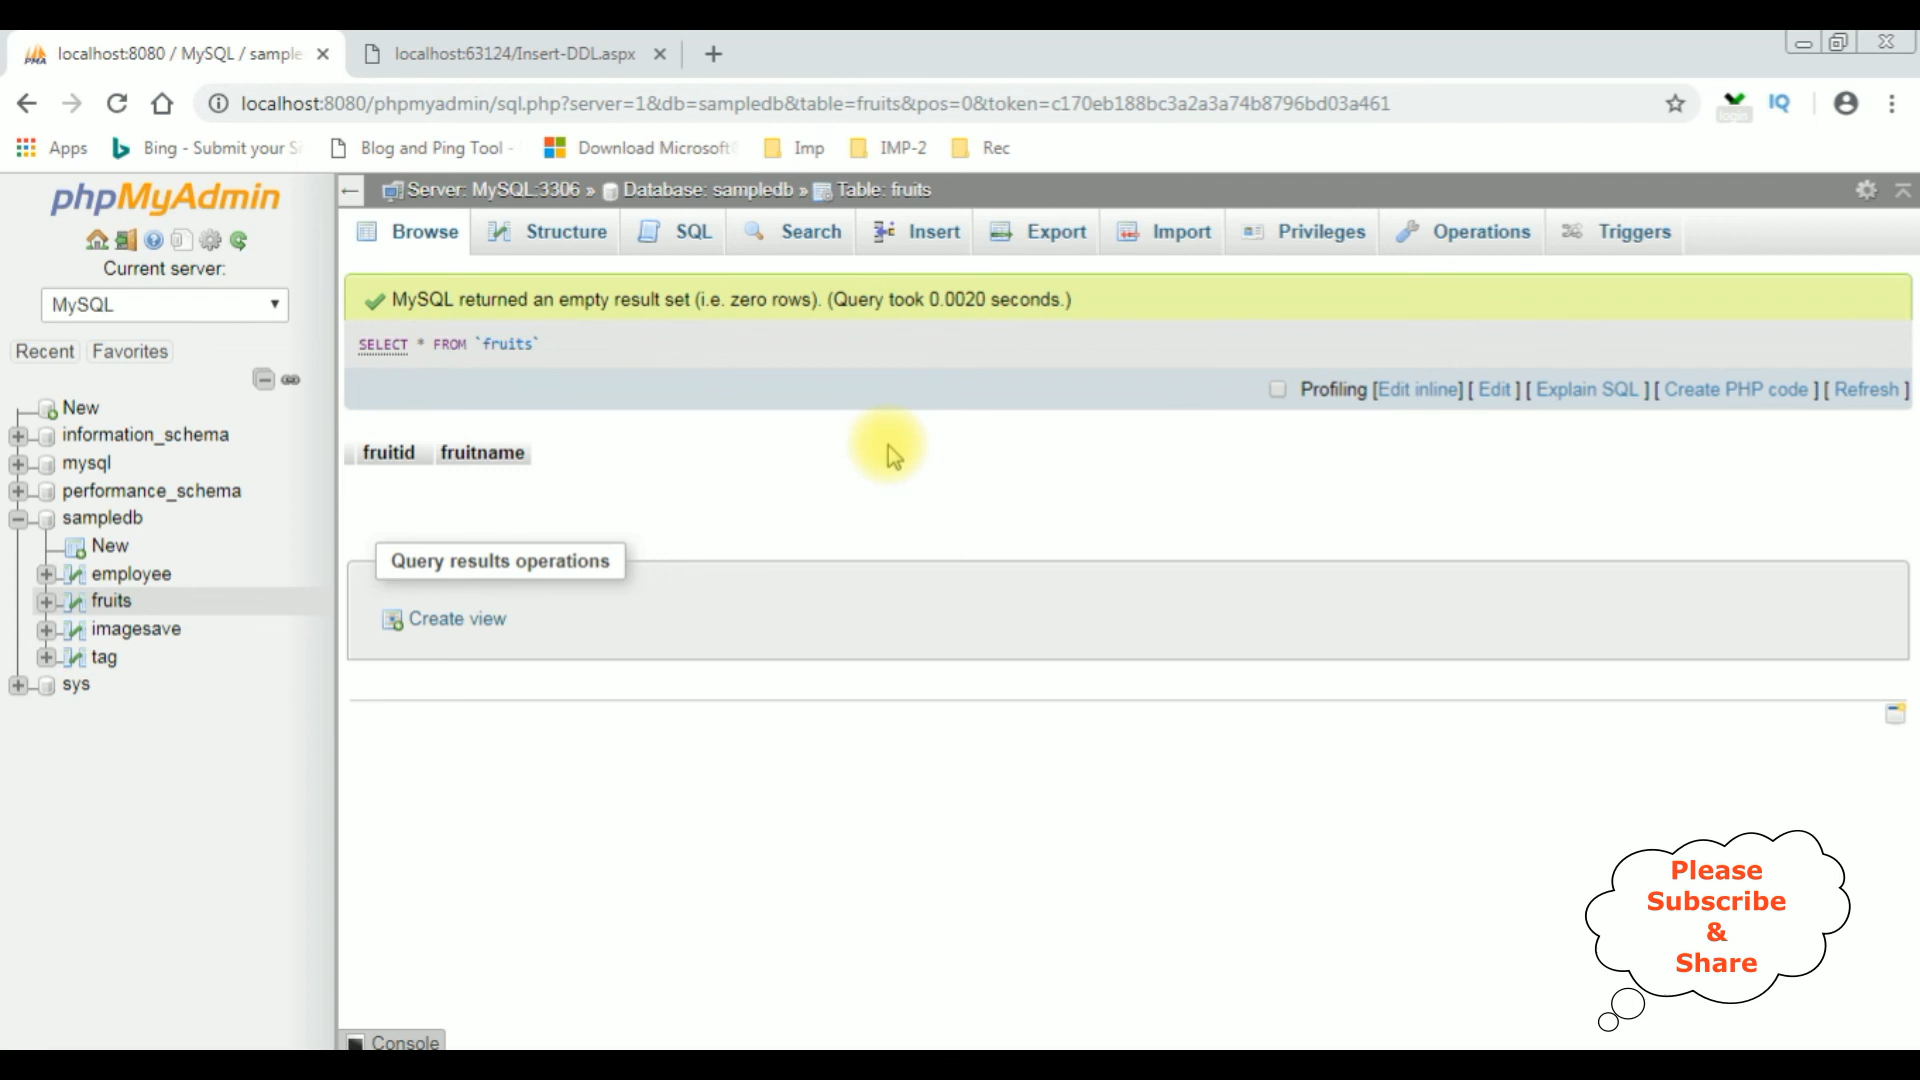 localhost:8080 / MySQL / sample
localhost:63124/Insert-DDL.aspx
localhost:8080/phpmyadmin/sql.php?server=1&db=sampledb&table=fruits&pos=0&token=c170eb188bc3a2a3a74b8796bd03a461
login
IQ
Apps
Bing - Submit your Si
Blog and Ping Tool -
Download Microsoft
Imp
IMP-2
Rec
phpMyAdmin
Current server:
MySQL
Recent
Favorites
New
information_schema
mysql
performance_schema
sampledb
New
employee
fruits
imagesave
tag
sys
Server: MySQL:3306 » Database: sampledb » Table: fruits
Browse
Structure
SQL
Search
Insert
Export
Import
Privileges
Operations
Triggers
MySQL returned an empty result set (i.e. zero rows). (Query took 0.0020 seconds.)
SELECT * FROM `fruits`
Profiling [Edit inline] [ Edit ] [ Explain SQL ] [ Create PHP code ] [ Refresh ]
fruitid
fruitname
Query results operations
Create view
Please
Subscribe
&
Share
Console